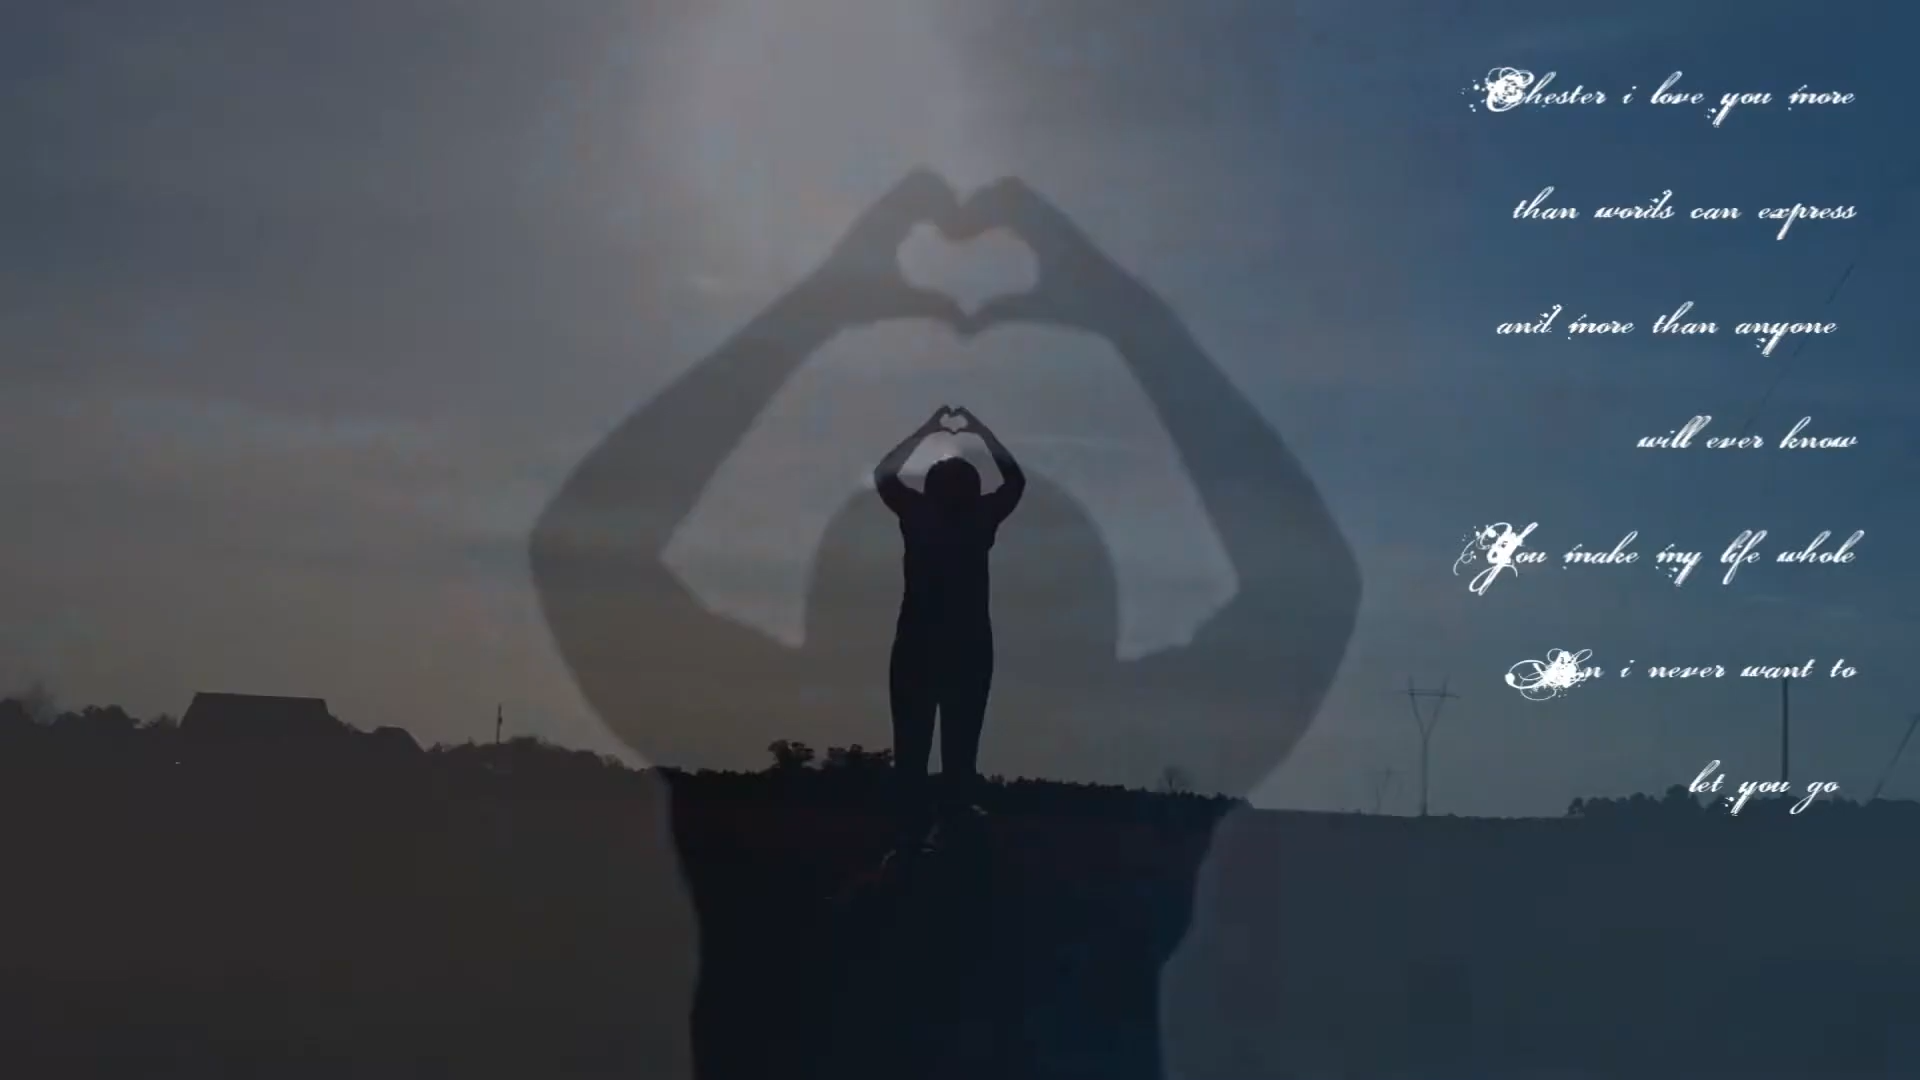 Chester i love you more
than words can express
and more than anyone
will ever know
You make my life whole
An i never want to
let you go